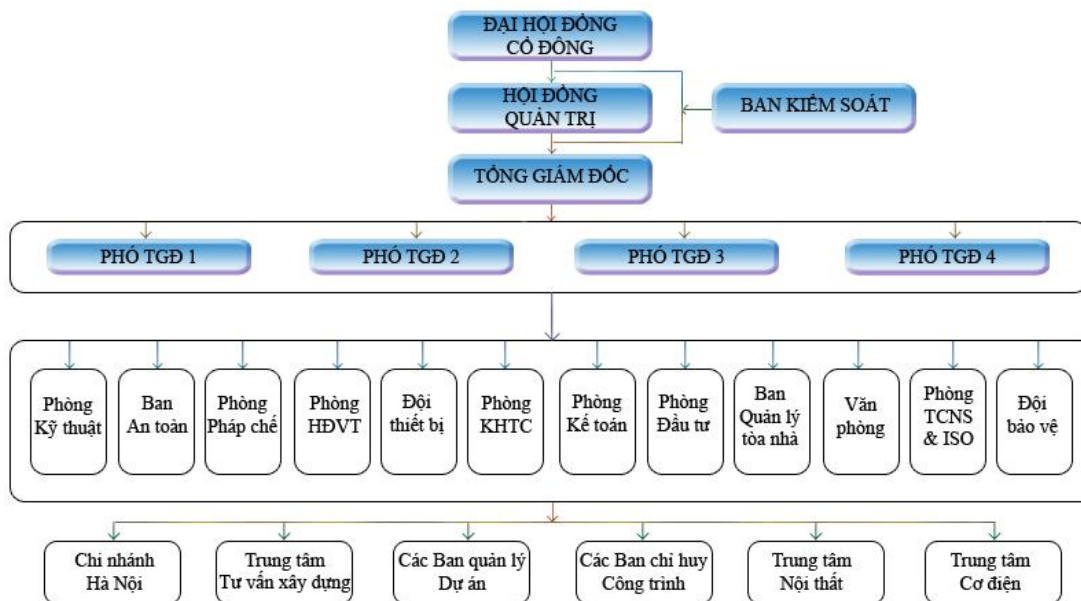 ĐẠI HỘI ĐỒNG
CỔ ĐÔNG
HỘI ĐỒNG
QUẢN TRỊ
BAN KIỂM SOÁT
TỔNG GIÁM ĐỐC
PHÓ TGĐ 1
PHÓ TGĐ 2
PHÓ TGĐ 3
PHÓ TGĐ 4
Phòng
Kỹ thuật
Ban
An toàn
Phòng
Pháp chế
Phòng
HĐVT
Đội
thiết bị
Phòng
KHTC
Phòng
Kế toán
Phòng
Đầu tư
Ban
Quản lý
tòa nhà
Văn
phòng
Phòng
TCNS
& ISO
Đội
bảo vệ
Chi nhánh
Hà Nội
Trung tâm
Tư vấn xây dựng
Các Ban quản lý
Dự án
Các Ban chỉ huy
Công trình
Trung tâm
Nội thất
Trung tâm
Cơ điện